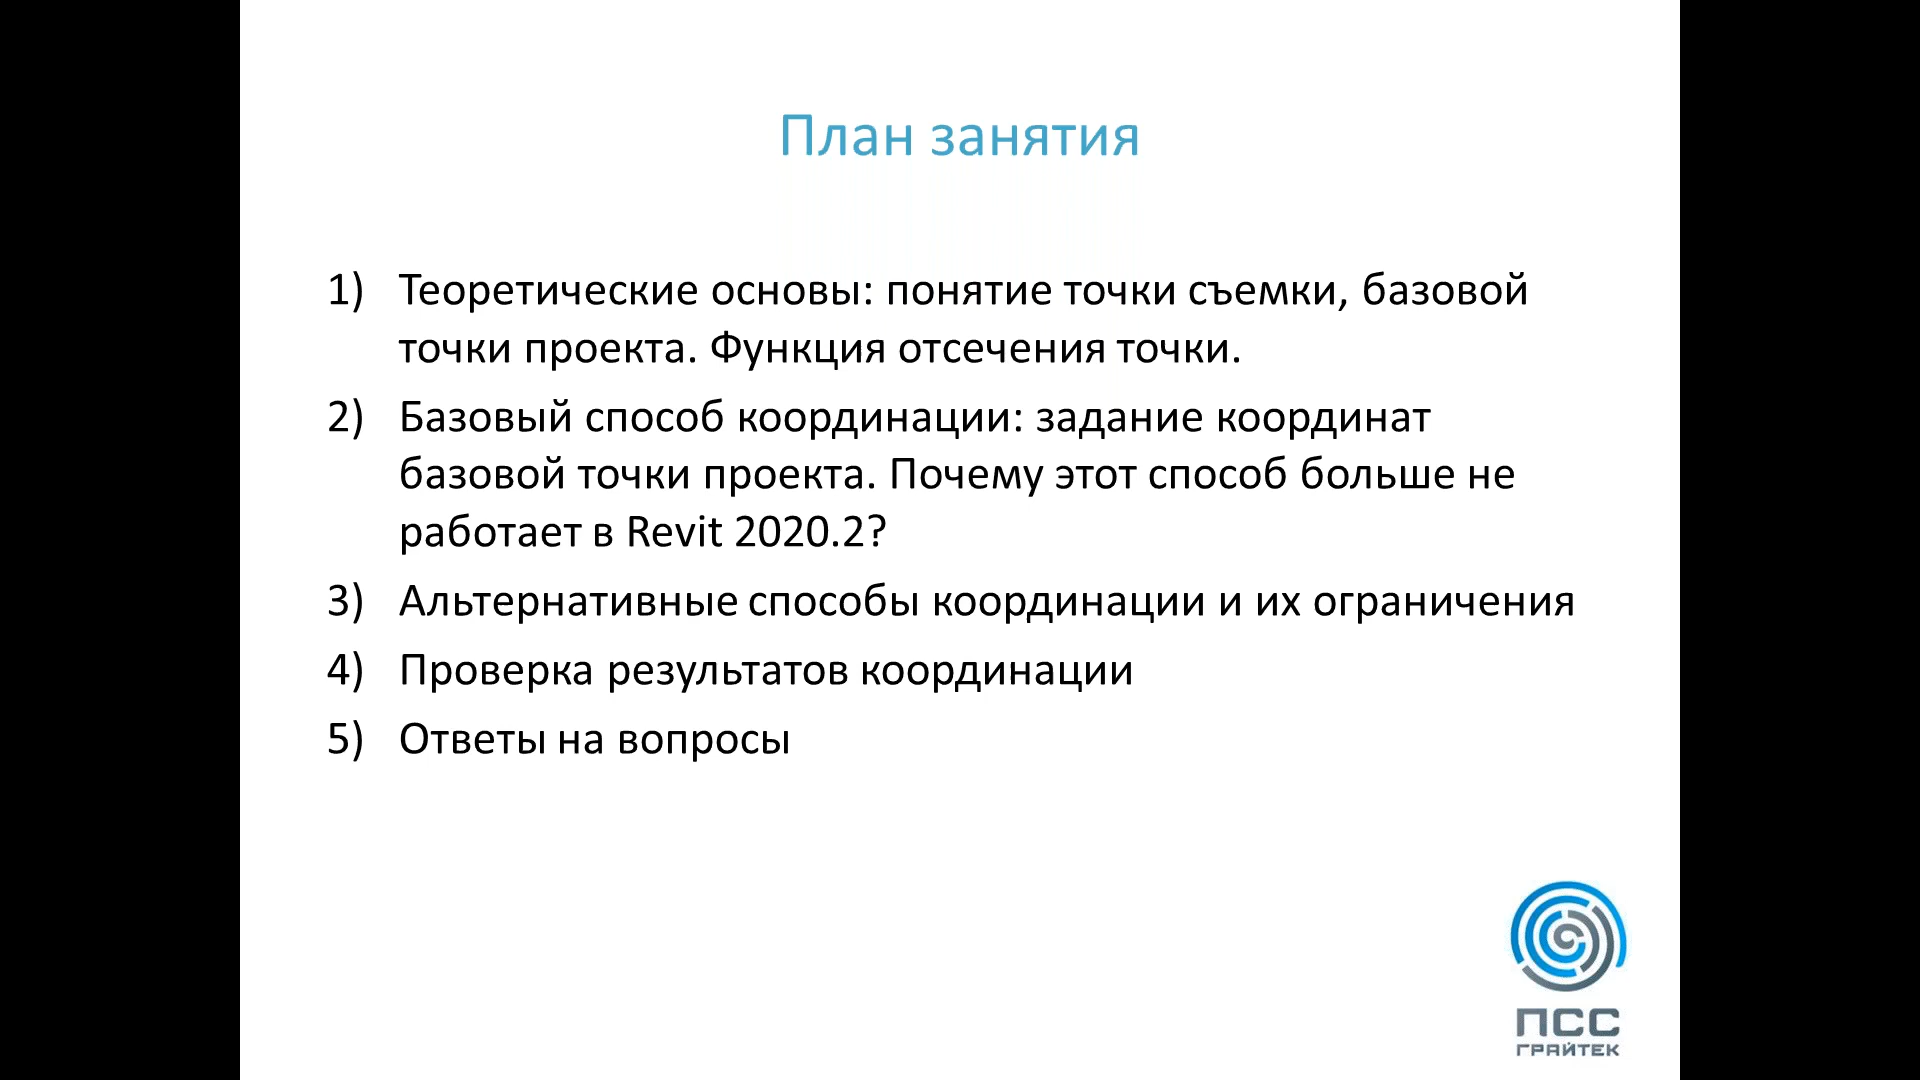 План занятия
1) Теоретические основы: понятие точки съемки, базовой
точки проекта. Функция отсечения точки.
2) Базовый способ координации: задание координат
базовой точки проекта. Почему этот способ больше не
работает в Revit 2020.2?
3) Альтернативные способы координации и их ограничения
4) Проверка результатов координации
5) Ответы на вопросы
ПСС
ГРАЙТЕК